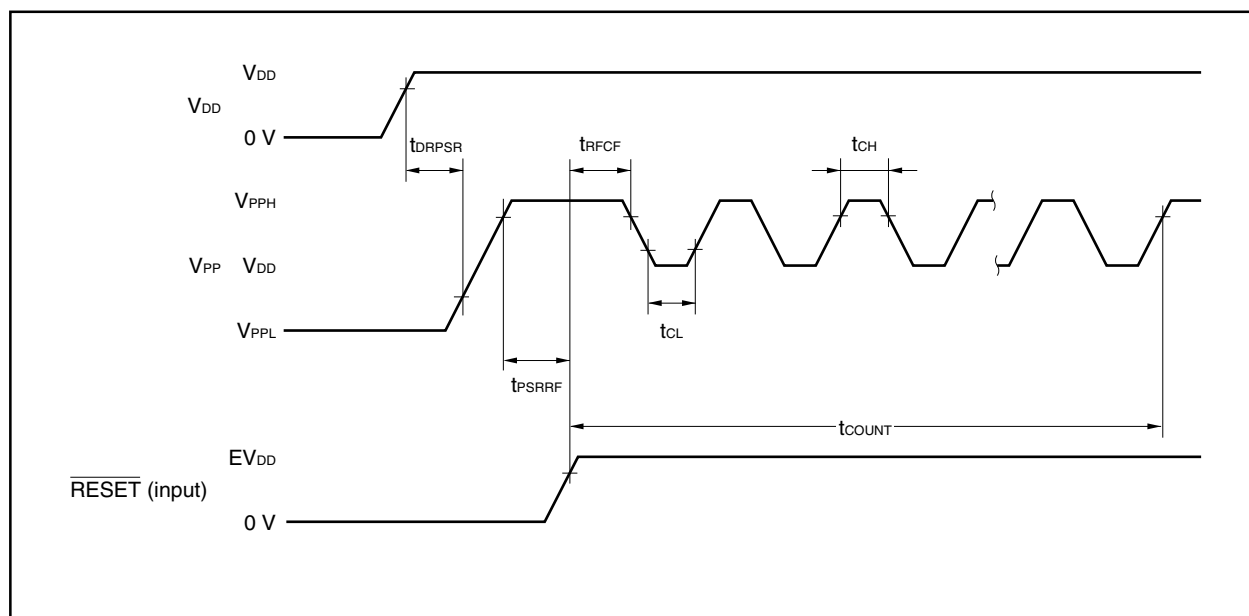 VDD
VDD
0 V
tDRPSR
tRFCF
tCH
VPPH
VPP VDD
VPPL
tCL
tPSRRF
tCOUNT
EVDD
RESET (input)
0 V